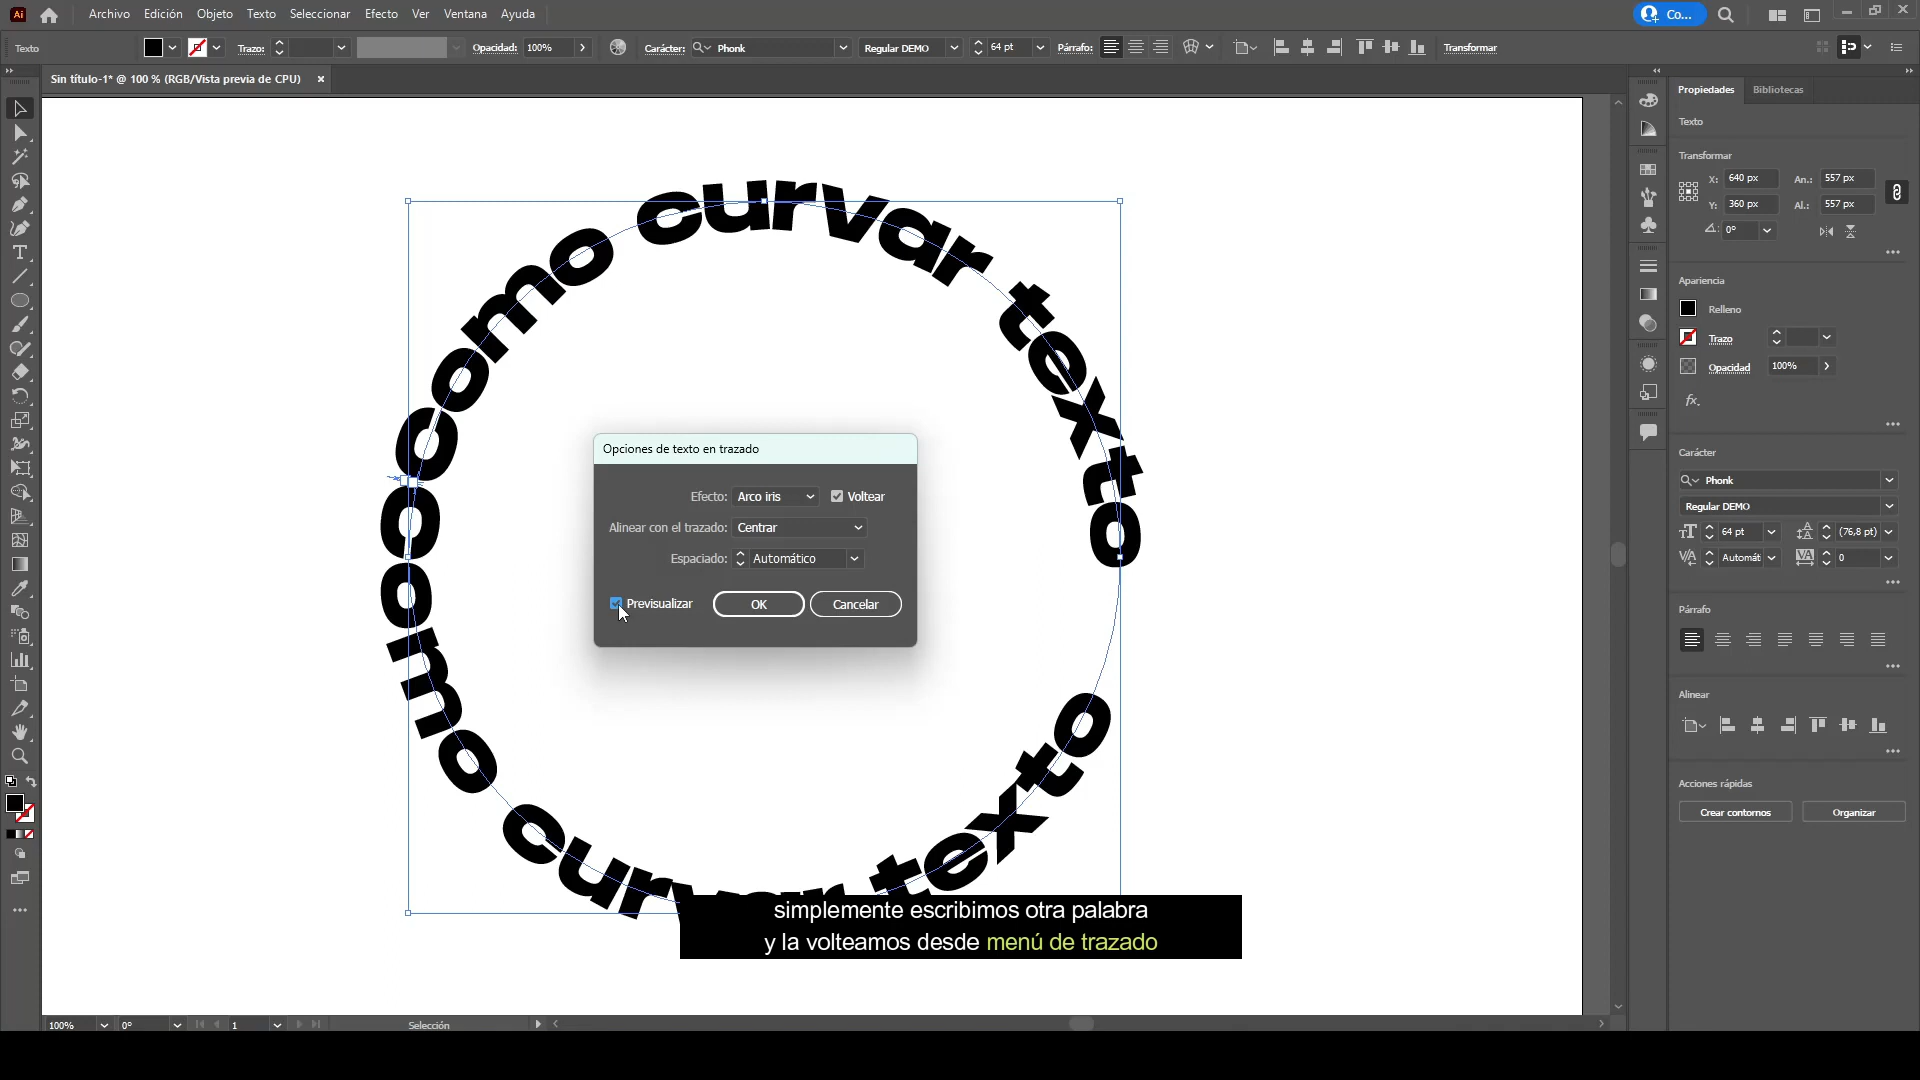 Ai
Archivo Edición Objeto Texto Seleccionar Efecto Ver Ventana Ayuda
Co...
Texto Trazo: Opacidad: 100% Carácter: Phonk Regular DEMO 64 pt Párrafo: Transformar
Sin título-1* @ 100 % (RGB/Vista previa de CPU) ×
como curvar texto
como curvar texto
Opciones de texto en trazado
Efecto: Arco iris Voltear
Alinear con el trazado: Centrar
Espaciado: Automático
Previsualizar OK Cancelar
simplemente escribimos otra palabra
y la volteamos desde menú de trazado
100% 0° 1 Selección
Propiedades Bibliotecas
Texto
Transformar
X: 640 px An.: 557 px
Y: 360 px Al.: 557 px
0°
Apariencia
Relleno
Trazo
Opacidad 100%
fx.
Carácter
Phonk
Regular DEMO
64 pt (76,8 pt)
Automát 0
Párrafo
Alinear
Acciones rápidas
Crear contornos Organizar